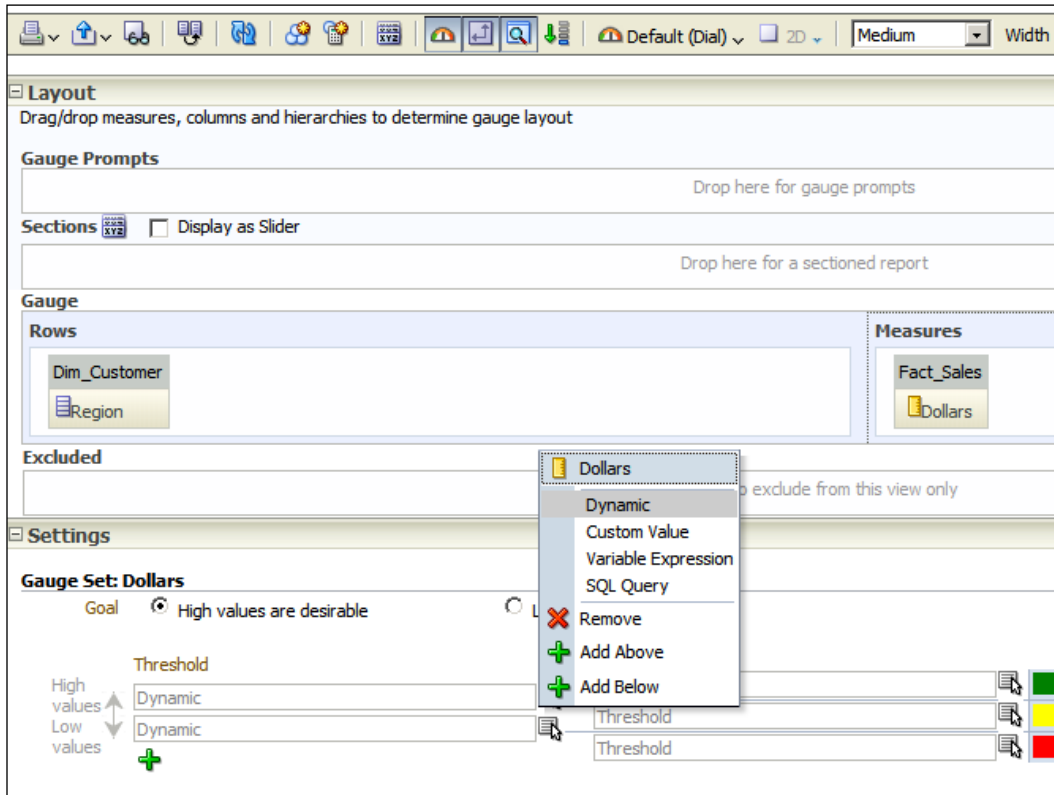 XYZ
Default (Dial)
2D
Medium
Width
Layout
Drag/drop measures, columns and hierarchies to determine gauge layout
Gauge Prompts
Drop here for gauge prompts
Sections
XYZ
Display as Slider
Drop here for a sectioned report
Gauge
Rows
Measures
Dim_Customer
Region
Fact_Sales
Dollars
Excluded
exclude from this view only
Dollars
Dynamic
Custom Value
Variable Expression
SQL Query
Remove
Add Above
Add Below
Settings
Gauge Set: Dollars
Goal
High values are desirable
L
Threshold
High values
Low values
Dynamic
Dynamic
Threshold
Threshold